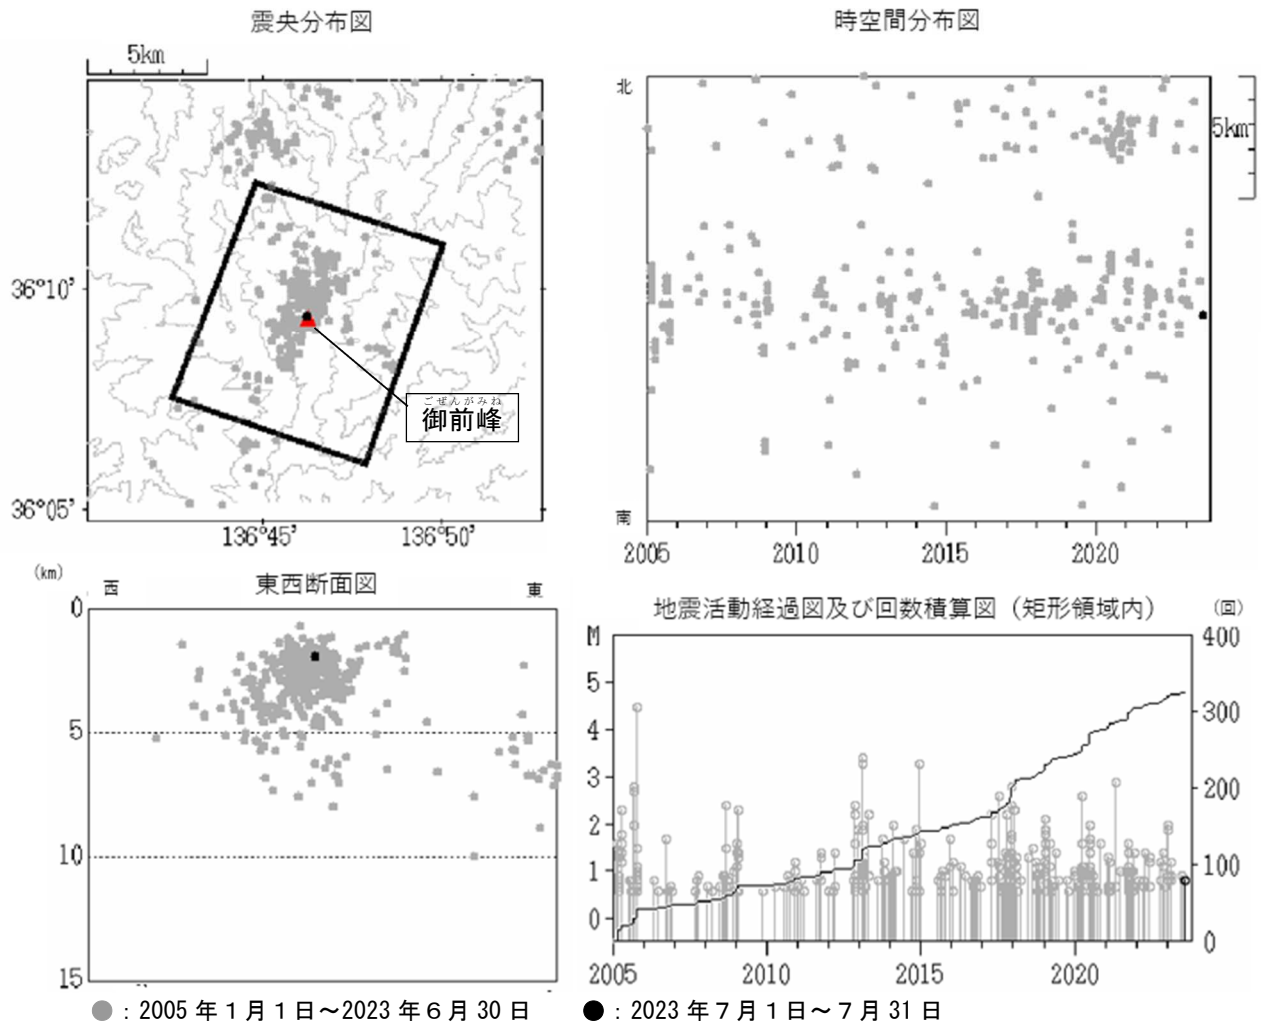 震央分布図
5km
36°10′
36°05′
136°45′
136°50′
ごぜんがみね
御前峰
時空間分布図
北
南
5km
2005
2010
2015
2020
東西断面図
(km)
西
東
0
5
10
15
地震活動経過図及び回数積算図（矩形領域内）
(回)
M
5
4
3
2
1
0
400
300
200
100
0
2005
2010
2015
2020
●：2005 年１月１日～2023 年６月 30 日
●：2023 年７月１日～７月 31 日